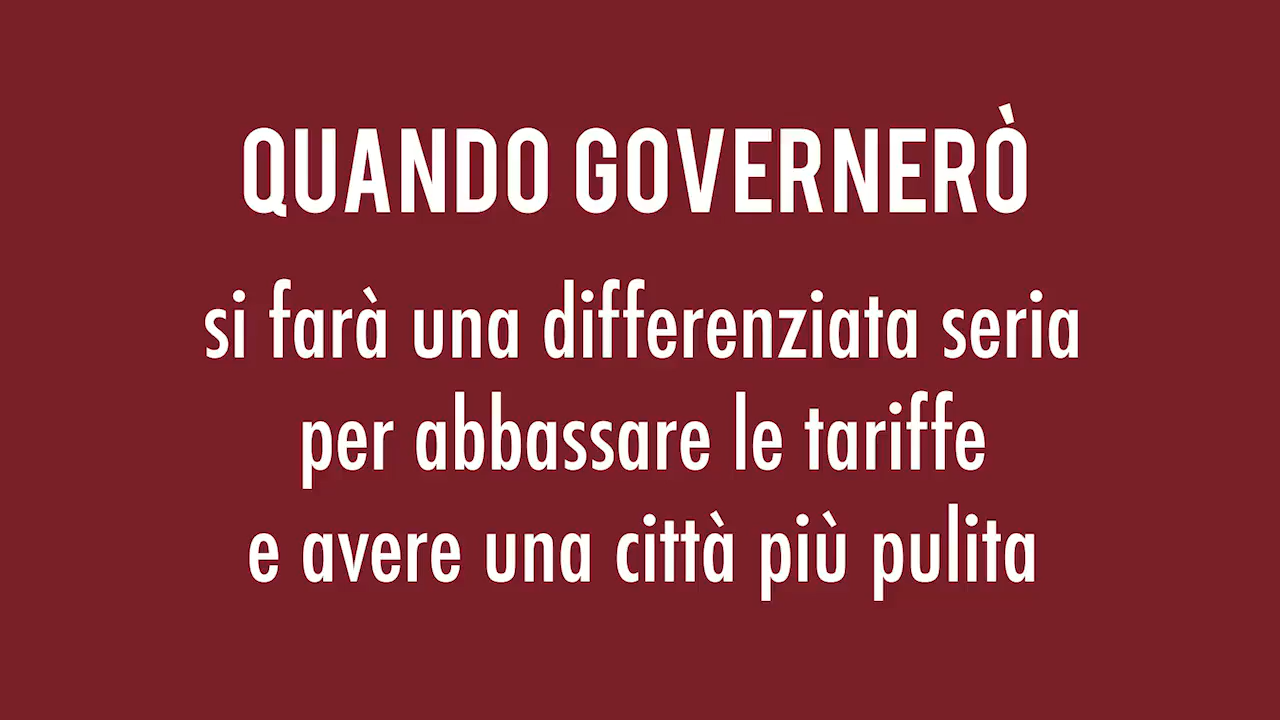 QUANDO GOVERNERÒ
si farà una differenziata seria
per abbassare le tariffe
e avere una città più pulita